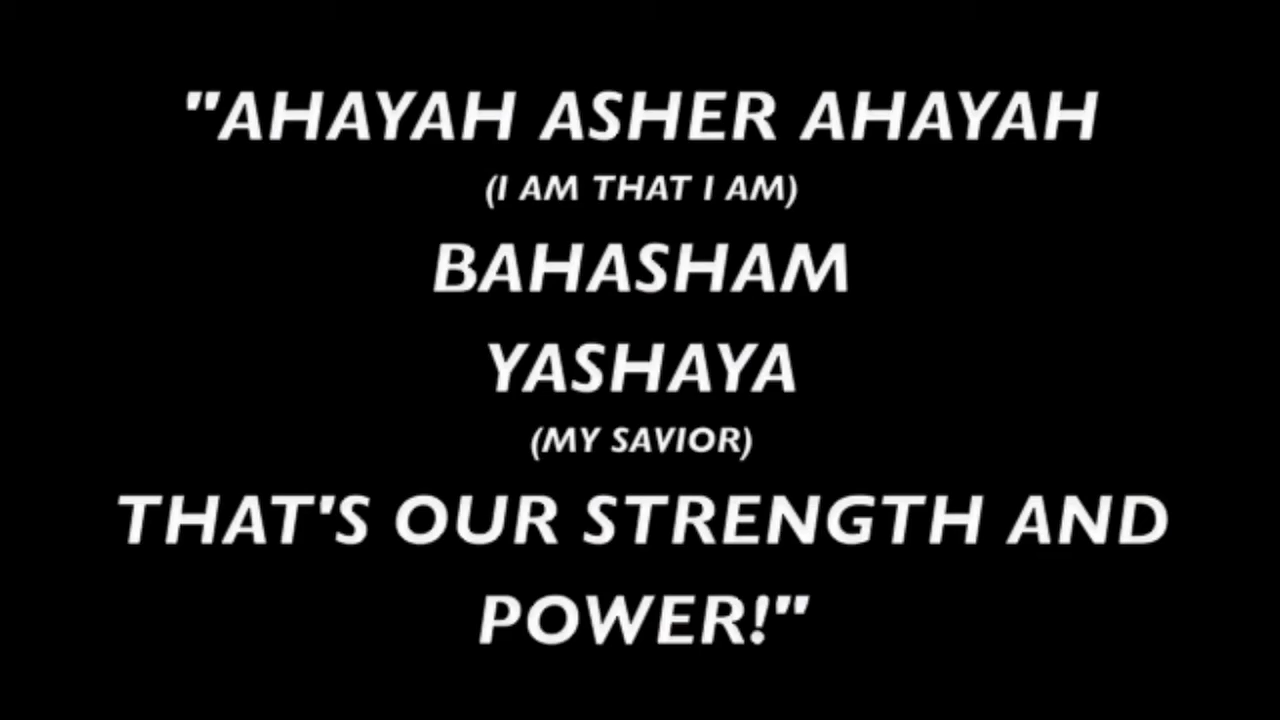 "AHAYAH ASHER AHAYAH
(I AM THAT I AM)
BAHASHAM
YASHAYA
(MY SAVIOR)
THAT'S OUR STRENGTH AND
POWER!"